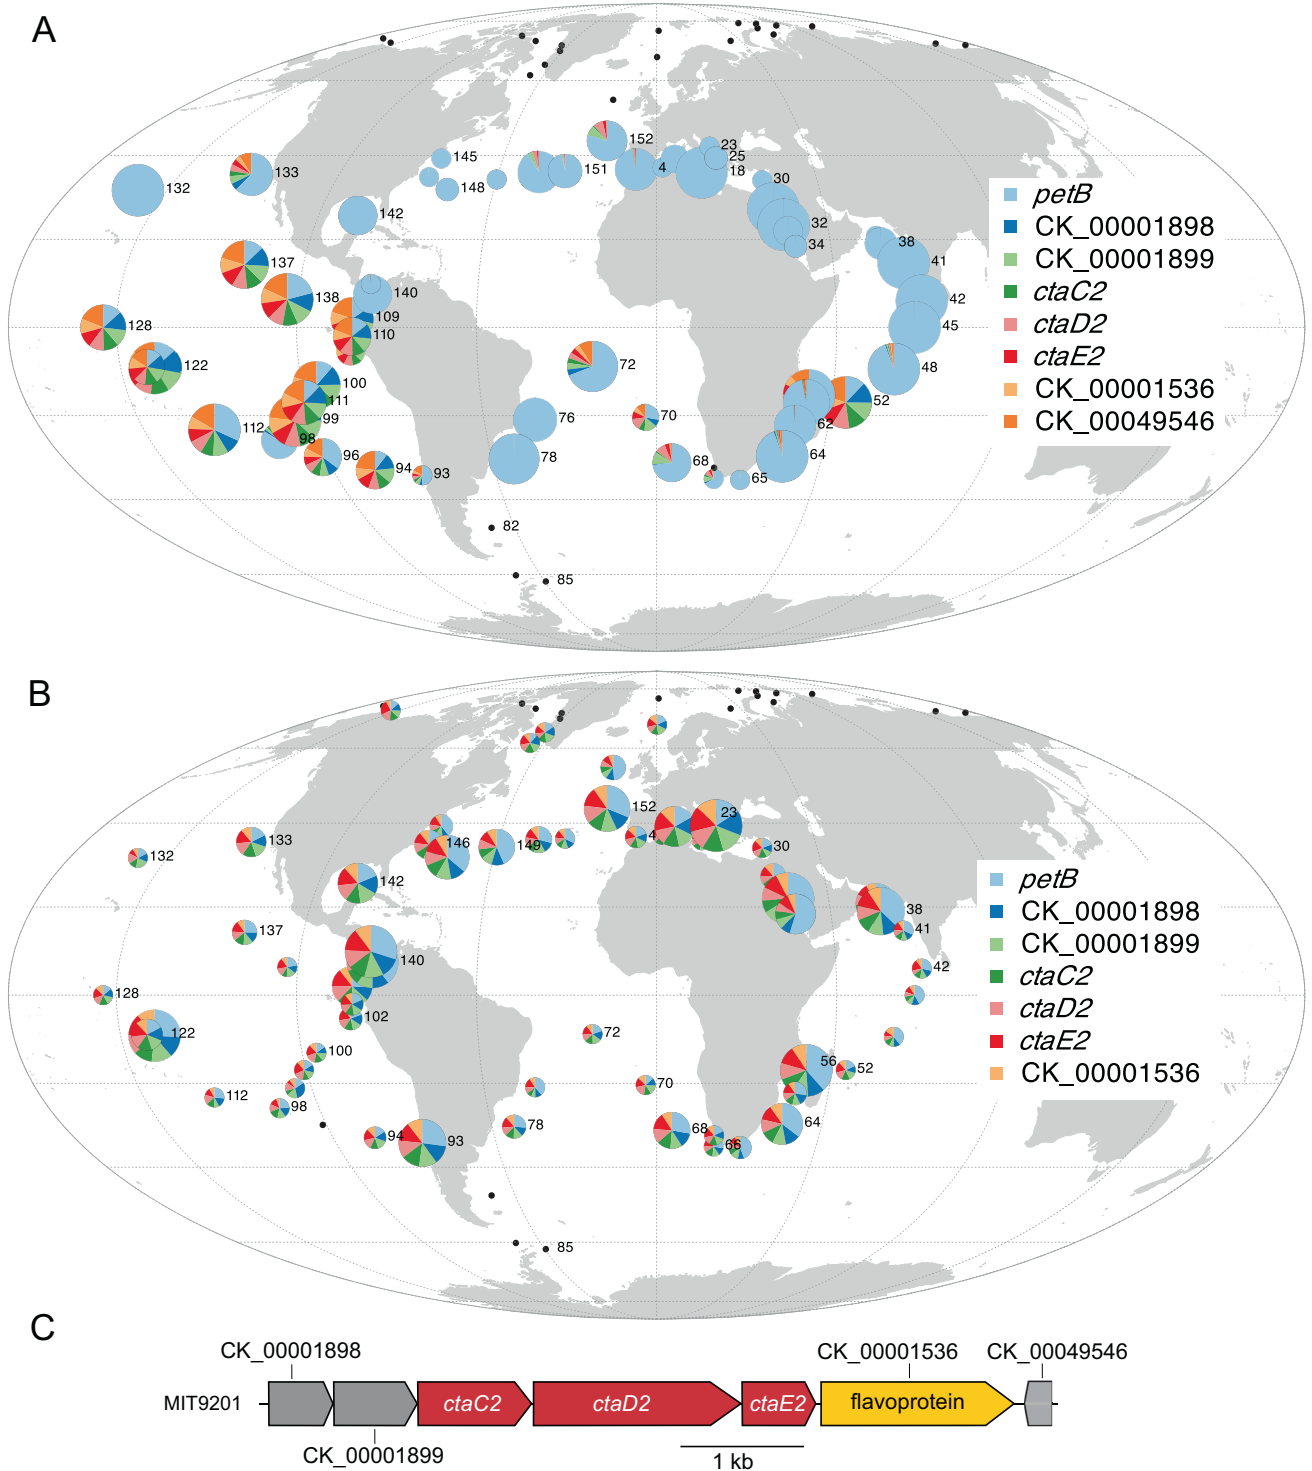 A
152
23
25
145
151
4
18
133
132
148
30
142
32
34
38
41
137
138
140
42
109
110
128
45
122
72
48
100
111
52
99
70
76
62
112
98
96
94
93
68
78
64
65
82
85
petB
CK_00001898
CK_00001899
ctaC2
ctaD2
ctaE2
CK_00001536
CK_00049546
B
152
23
4
133
146
149
30
132
142
38
41
137
140
42
128
102
122
72
100
56
52
70
112
98
94
93
78
68
66
64
85
petB
CK_00001898
CK_00001899
ctaC2
ctaD2
ctaE2
CK_00001536
C
CK_00001898
CK_00001536
CK_00049546
MIT9201
ctaC2
ctaD2
ctaE2
flavoprotein
CK_00001899
1 kb